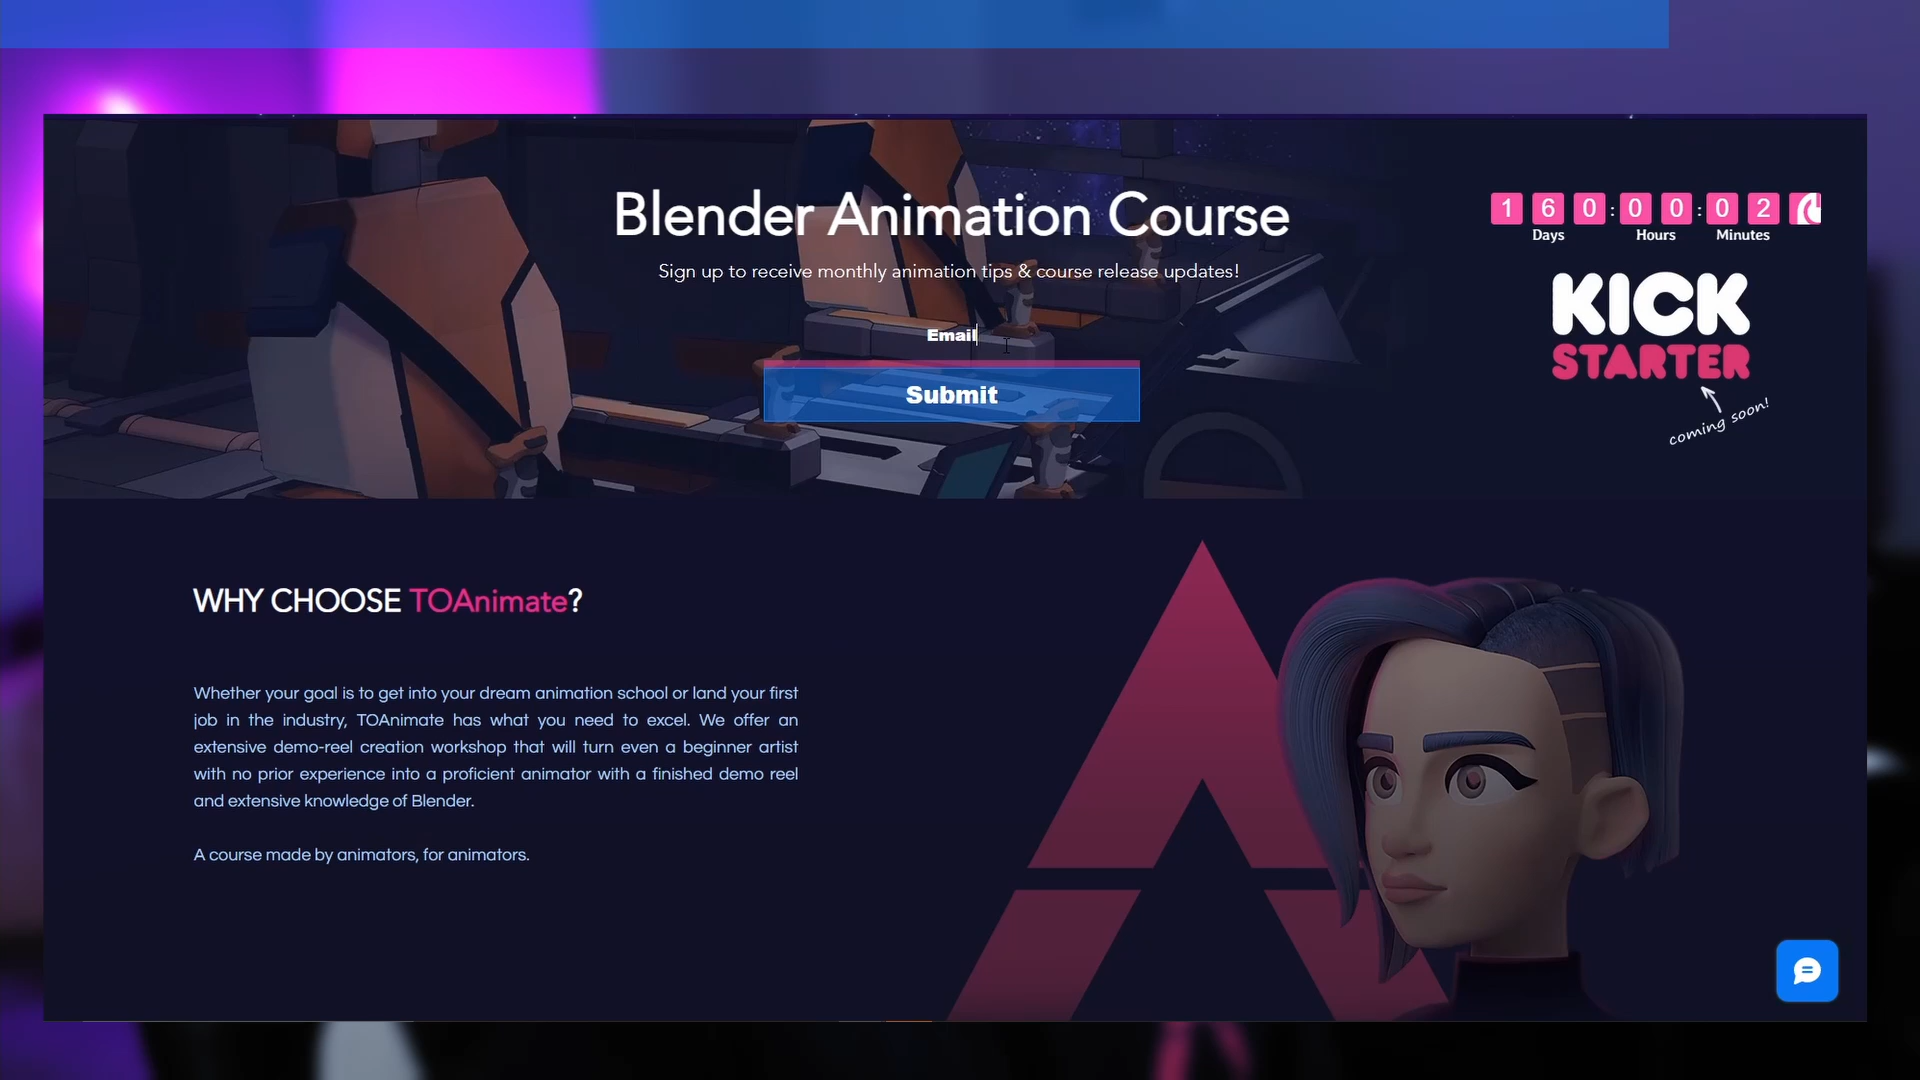 Blender Animation Course
Sign up to receive monthly animation tips & course release updates!
Email
Submit
1 6 0 : 0 0 : 0 2
Days Hours Minutes
KICK
STARTER
coming soon!
WHY CHOOSE TOAnimate?
Whether your goal is to get into your dream animation school or land your first
job in the industry, TOAnimate has what you need to excel. We offer an
extensive demo-reel creation workshop that will turn even a beginner artist
with no prior experience into a proficient animator with a finished demo reel
and extensive knowledge of Blender.
A course made by animators, for animators.